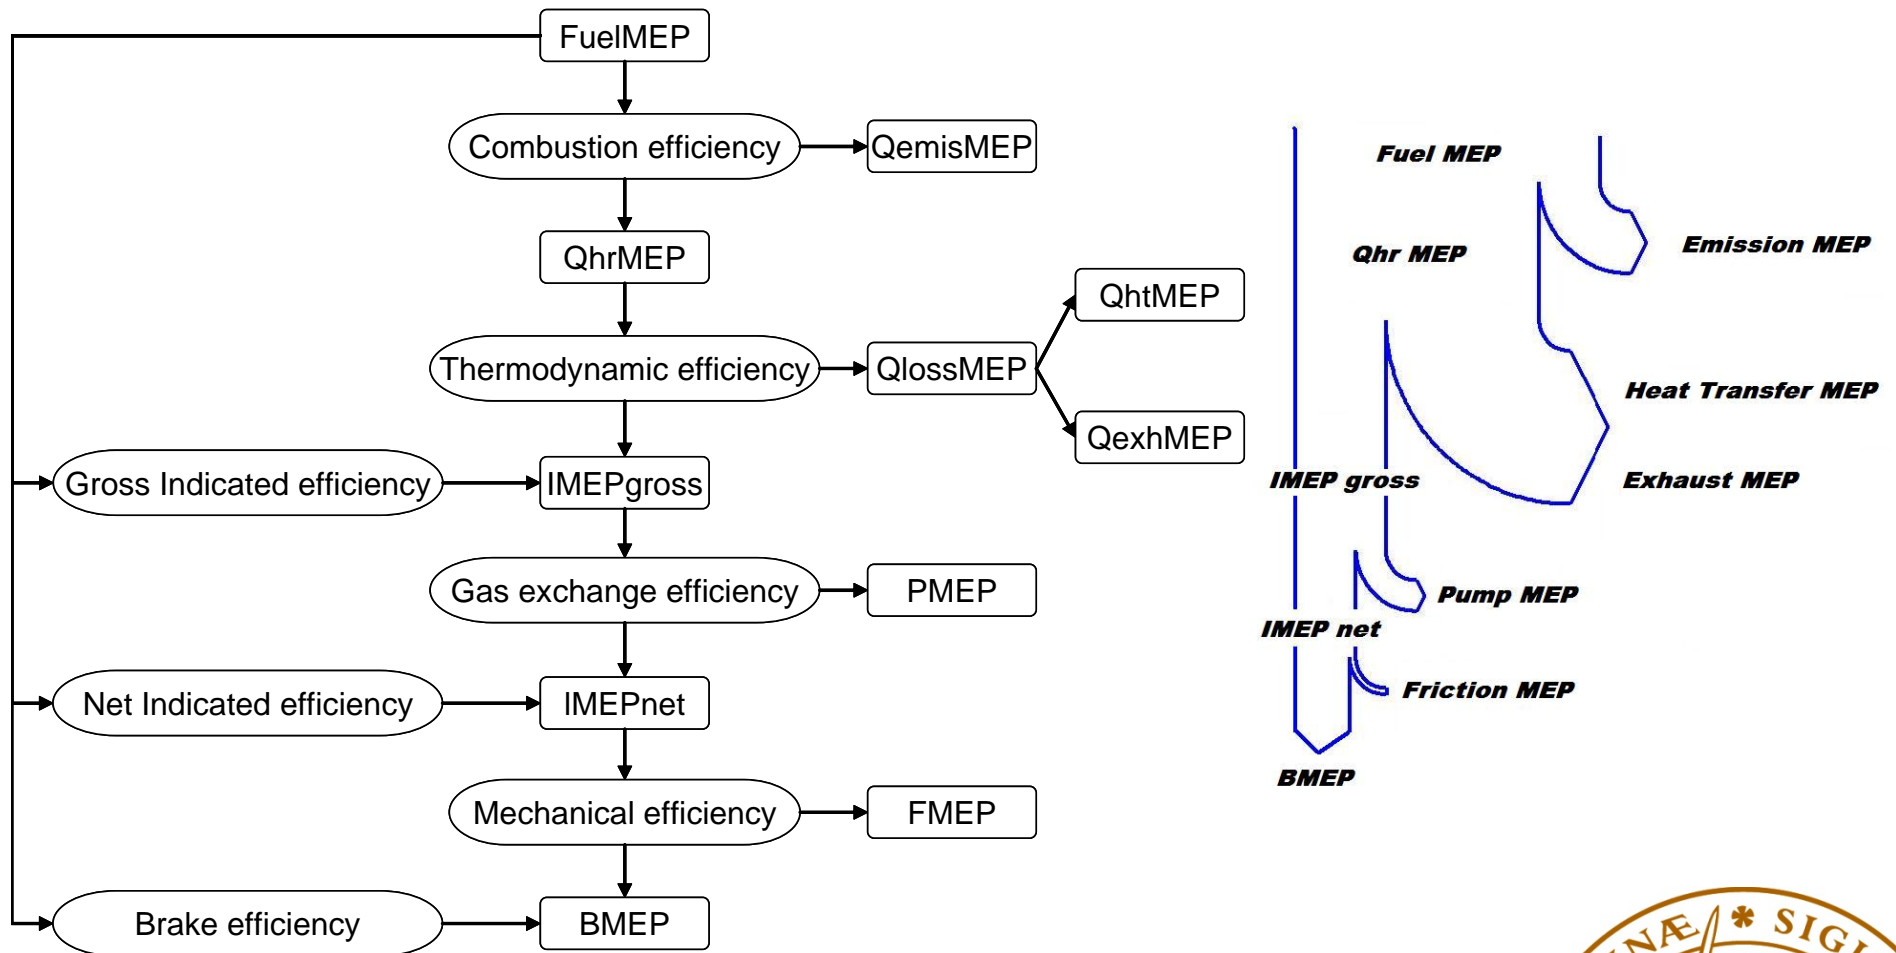 FuelMEP
Combustion efficiency
QemisMEP
QhrMEP
QhtMEP
Thermodynamic efficiency
QlossMEP
QexhMEP
Gross Indicated efficiency
IMEPgross
Gas exchange efficiency
PMEP
Net Indicated efficiency
IMEPnet
Mechanical efficiency
FMEP
Brake efficiency
BMEP
Fuel MEP
Emission MEP
Qhr MEP
Heat Transfer MEP
IMEP gross
Exhaust MEP
Pump MEP
IMEP net
Friction MEP
BMEP